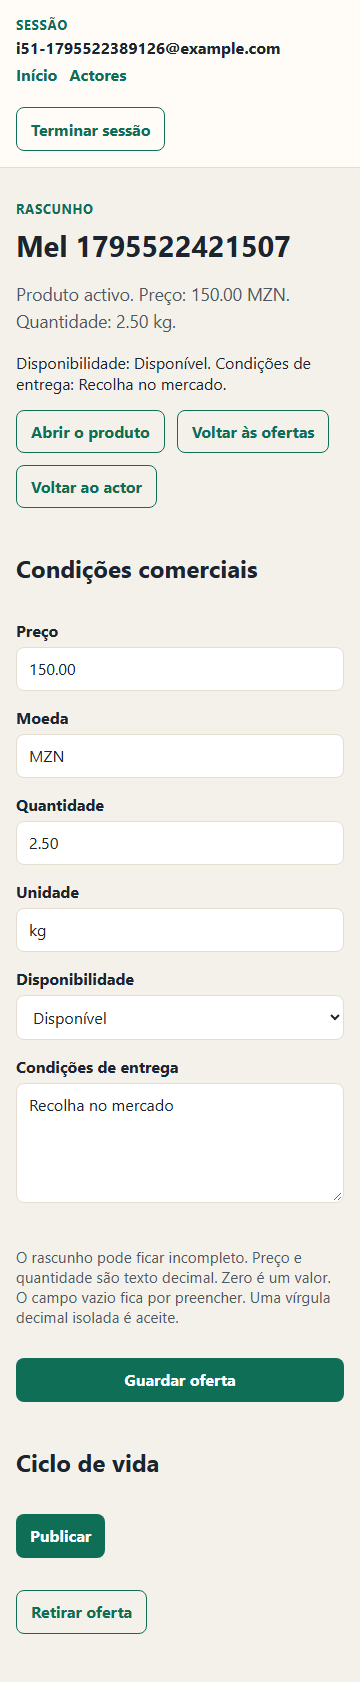 SESSÃO
i51-1795522389126@example.com
Início Actores
Terminar sessão
RASCUNHO
Mel 1795522421507
Produto activo. Preço: 150.00 MZN.
Quantidade: 2.50 kg.
Disponibilidade: Disponível. Condições de
entrega: Recolha no mercado.
Abrir o produto Voltar às ofertas
Voltar ao actor
Condições comerciais
Preço
150.00
Moeda
MZN
Quantidade
2.50
Unidade
kg
Disponibilidade
Disponível
Condições de entrega
Recolha no mercado
O rascunho pode ficar incompleto. Preço e
quantidade são texto decimal. Zero é um valor.
O campo vazio fica por preencher. Uma vírgula
decimal isolada é aceite.
Guardar oferta
Ciclo de vida
Publicar
Retirar oferta